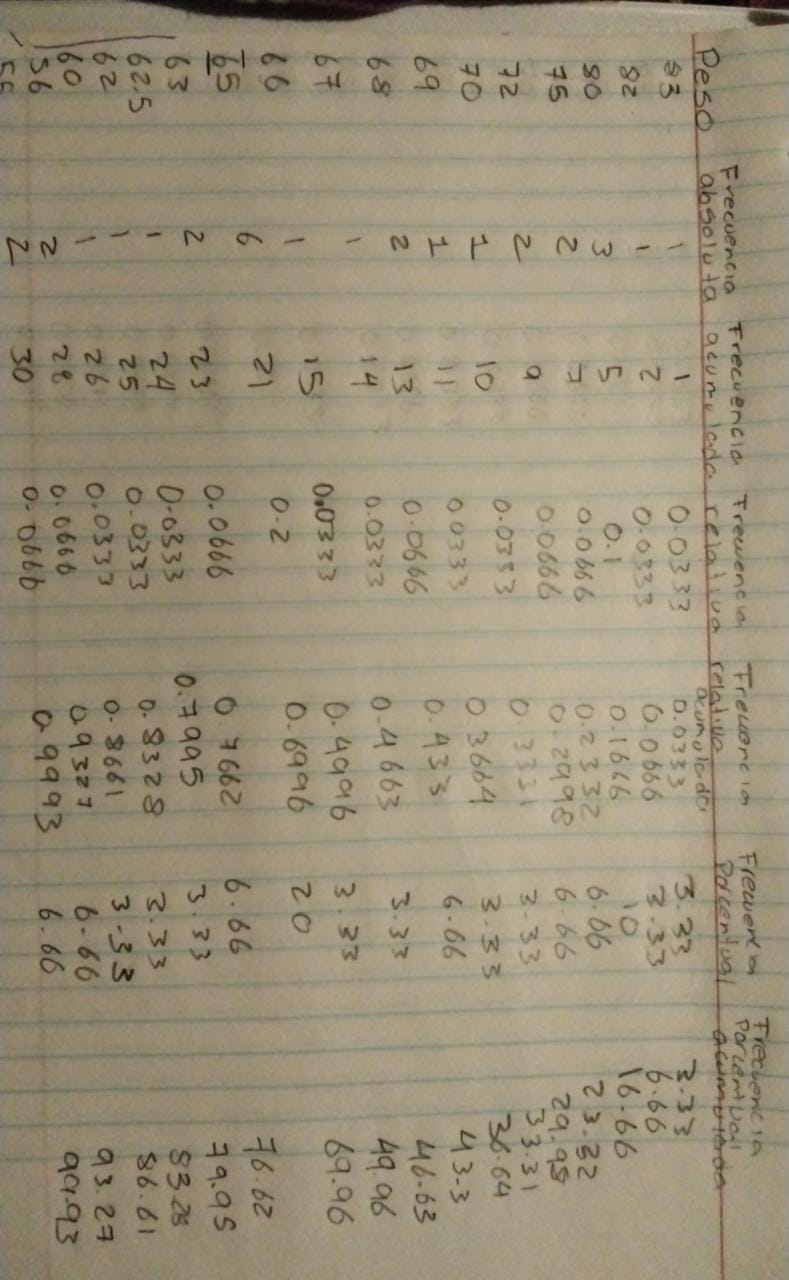 Peso Frecuencia absoluta Frecuencia acumulada Frecuencia relativa Frecuencia relativa acumulada Frecuencia Porcentual Frecuencia Porcentual acumulada
83 1 1 0.0333 0.0333 3.33 3.33
82 1 2 0.0333 0.0666 3.33 6.66
80 3 5 0.1 0.1666 10 16.66
75 2 7 0.0666 0.2332 6.66 23.32
72 2 9 0.0666 0.2998 6.66 29.98
70 1 10 0.0333 0.3331 3.33 33.31
69 1 11 0.0333 0.3664 3.33 36.64
68 2 13 0.0666 0.433 6.66 43.3
67 1 14 0.0333 0.4663 3.33 46.63
66 1 15 0.0333 0.4996 3.33 49.96
65 6 21 0.2 0.6996 20 69.96
63 2 23 0.0666 0.7662 6.66 76.62
62.5 1 24 0.0333 0.7995 3.33 79.95
62 1 25 0.0333 0.8328 3.33 83.28
60 1 26 0.0333 0.8661 3.33 86.61
56 2 28 0.0666 0.9327 6.66 93.27
55 2 30 0.0666 0.9993 6.66 99.93